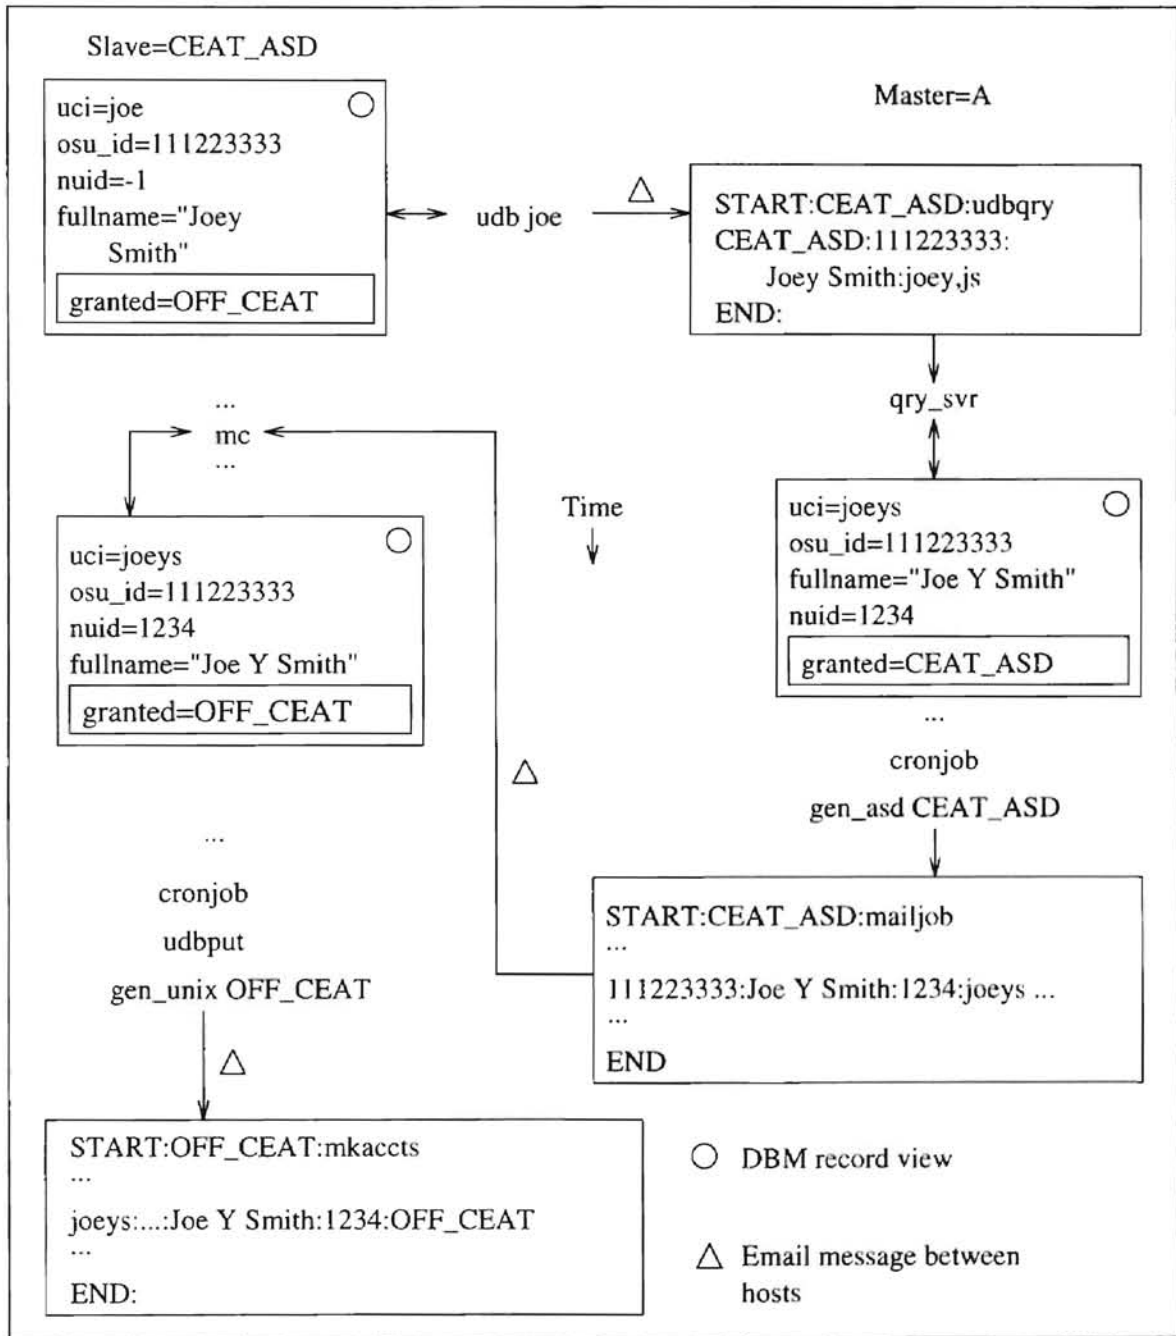 Slave=CEAT_ASD
uci=joe
osu_id=111223333
nuid=-1
fullname="Joey
Smith"
granted=OFF_CEAT
udb joe
Master=A
START:CEAT_ASD:udbqry
CEAT_ASD:111223333:
Joey Smith:joey,js
END:
qry_svr
...
mc
...
uci=joeys
osu_id=111223333
nuid=1234
fullname="Joe Y Smith"
granted=OFF_CEAT
Time
uci=joeys
osu_id=111223333
fullname="Joe Y Smith"
nuid=1234
granted=CEAT_ASD
...
cronjob
gen_asd CEAT_ASD
START:CEAT_ASD:mailjob
...
111223333:Joe Y Smith:1234:joeys ...
...
END
...
cronjob
udbput
gen_unix OFF_CEAT
START:OFF_CEAT:mkaccts
...
joeys:...:Joe Y Smith:1234:OFF_CEAT
...
END:
DBM record view
Email message between
hosts